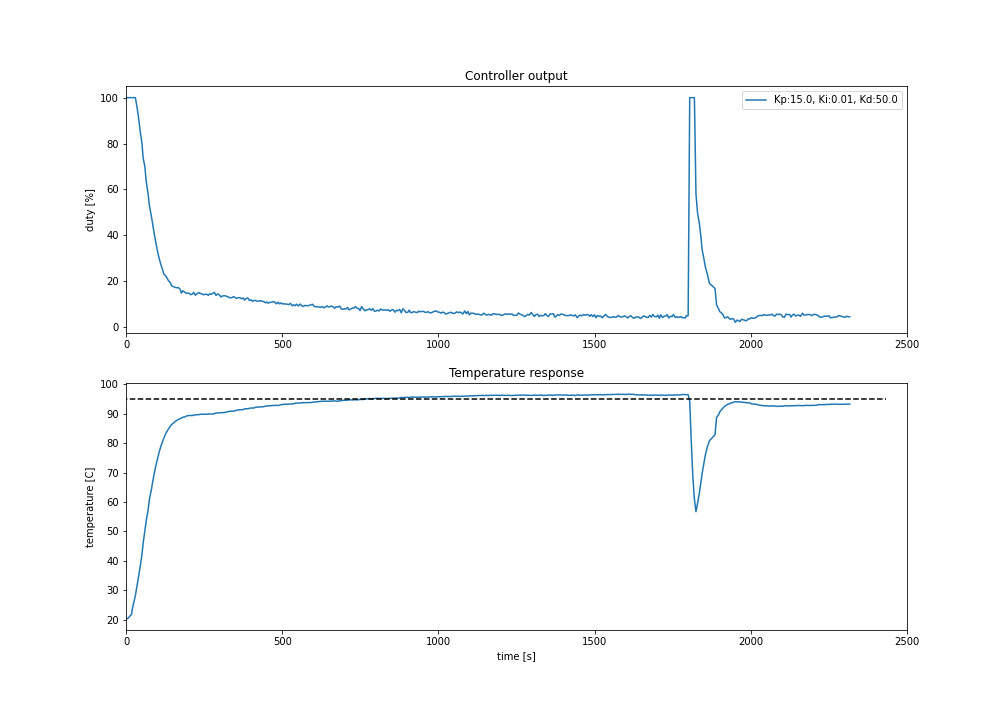 Controller output
100
80
60
40
20
0
duty [%]
Kp:15.0, Ki:0.01, Kd:50.0
0 500 1000 1500 2000 2500
Temperature response
100
90
80
70
60
50
40
30
20
temperature [C]
0 500 1000 1500 2000 2500
time [s]